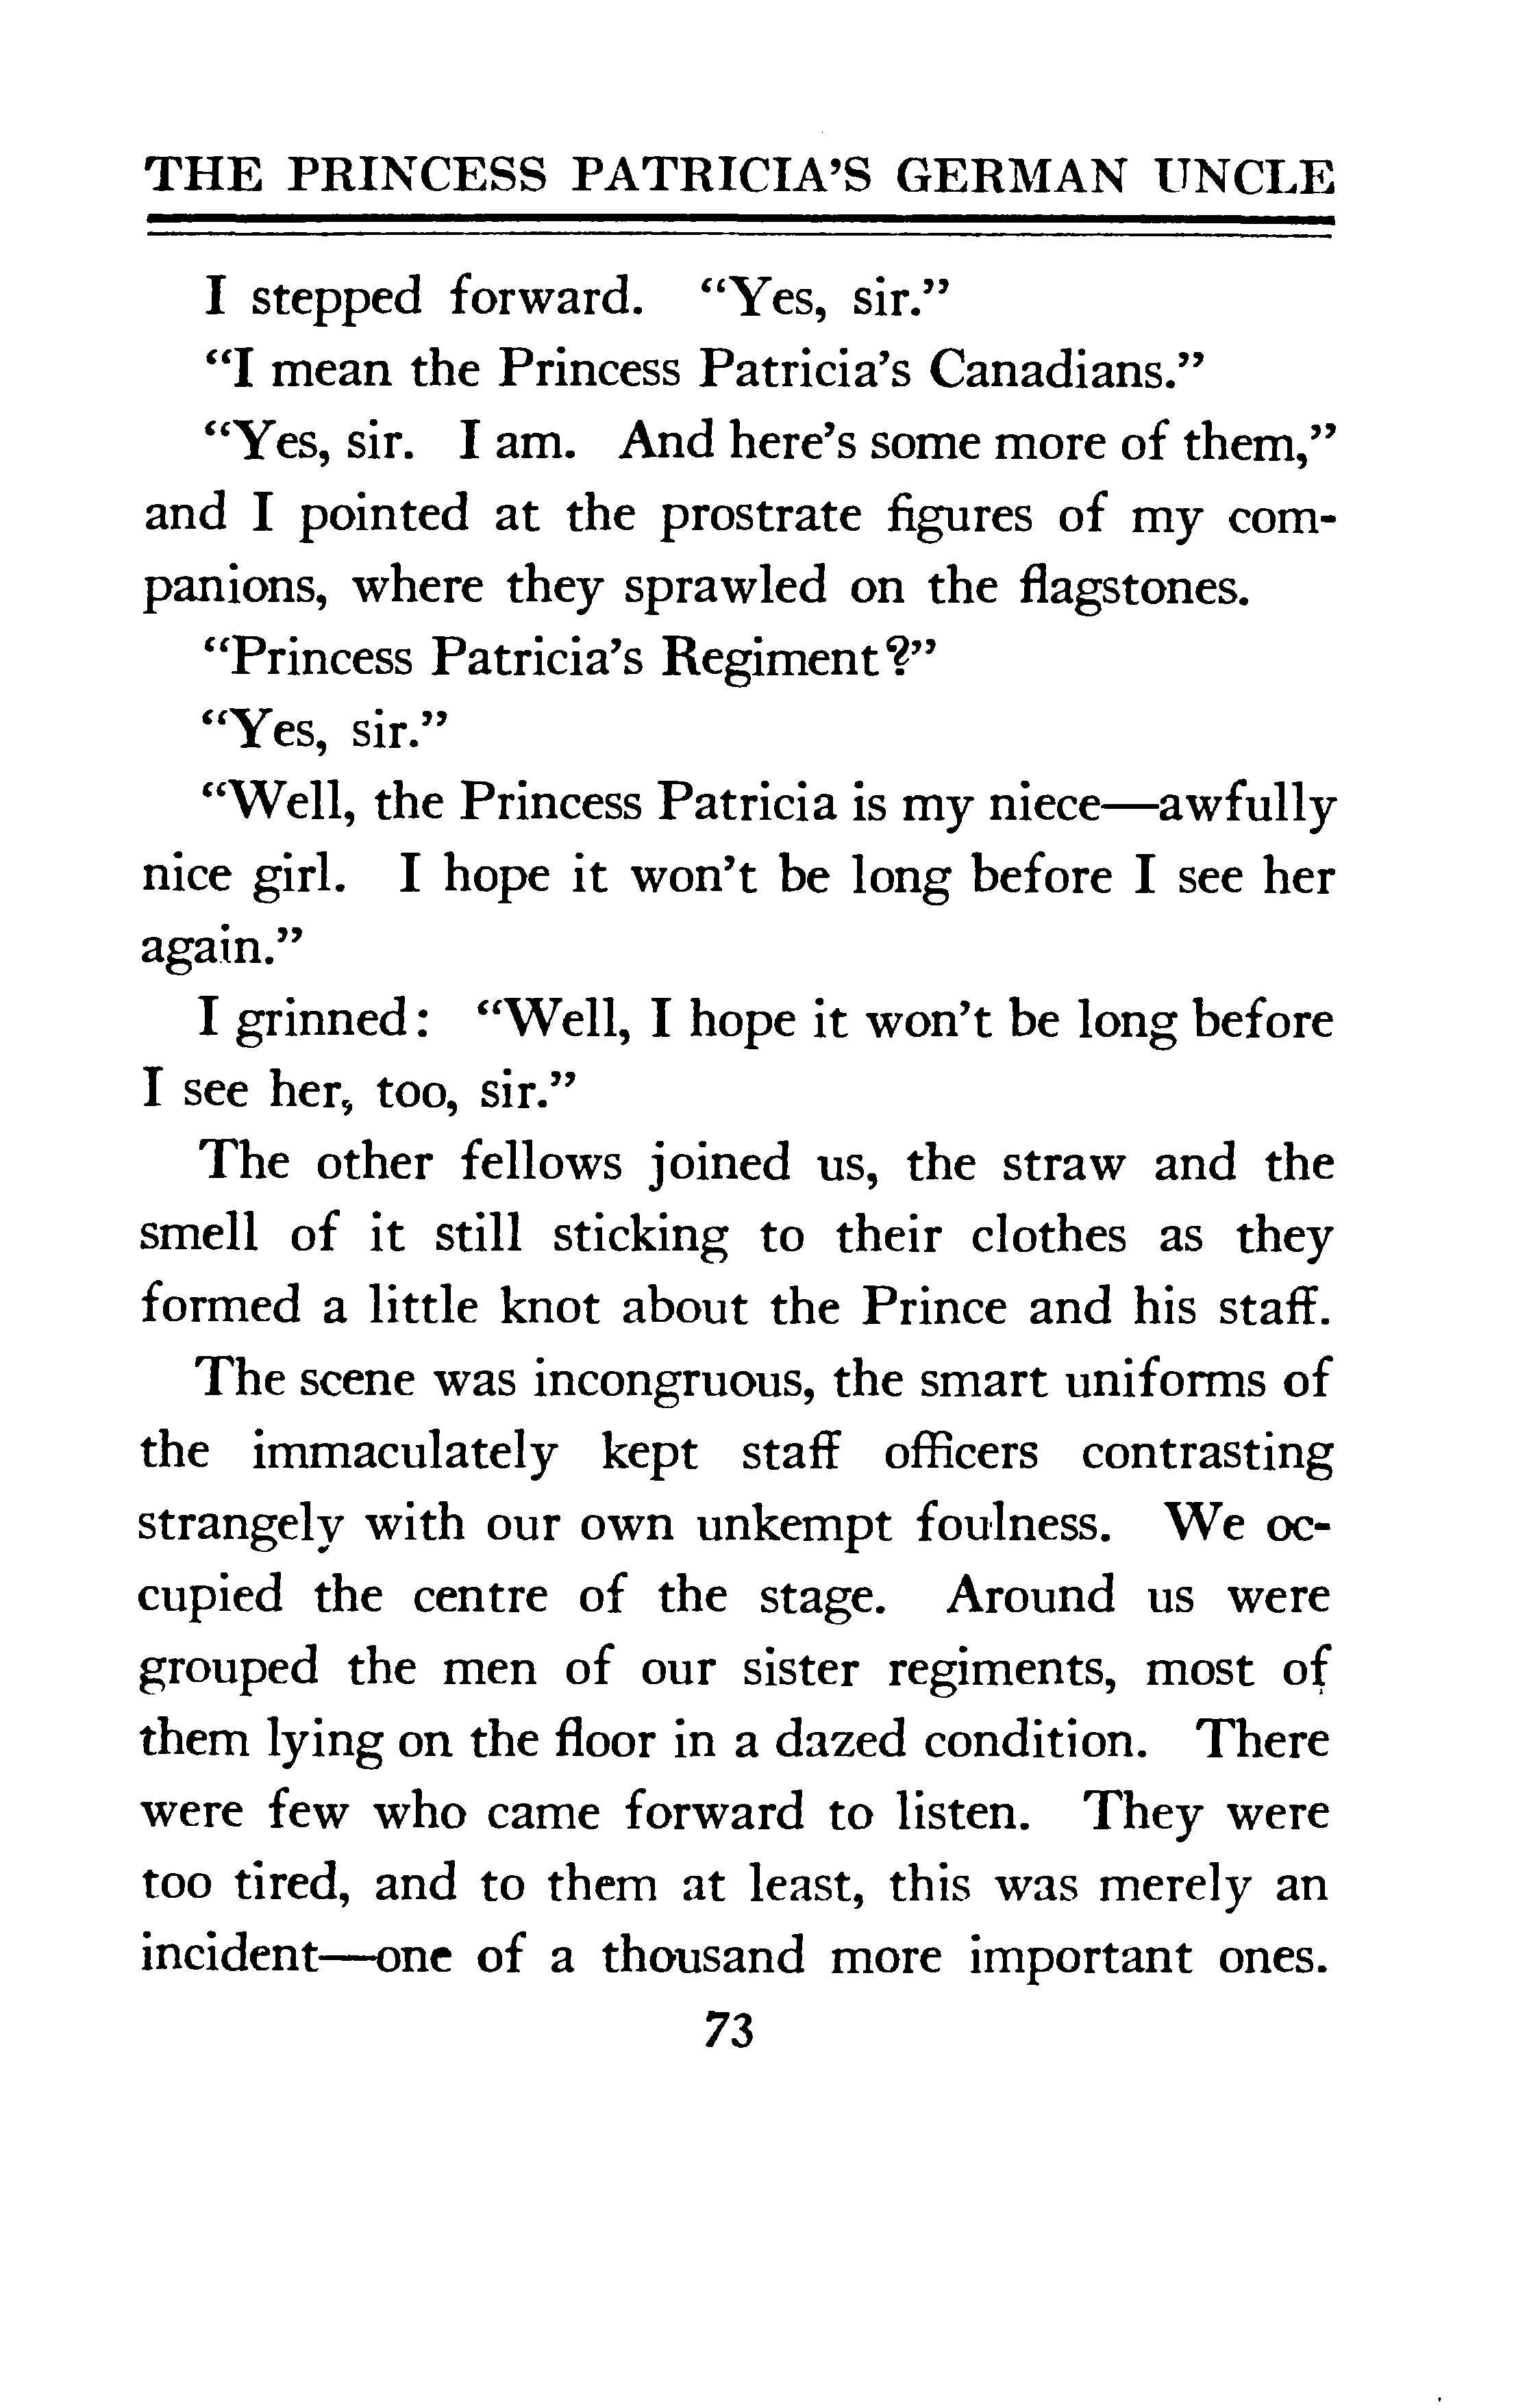 THE PRINCESS PATRICIA'S GERMAN UNCLE
I stepped forward. “Yes, sir.”
“I mean the Princess Patricia's Canadians.”
“Yes, sir. I am. And here's some more of them,”
and I pointed at the prostrate figures of my com-
panions, where they sprawled on the flagstones.
“Princess Patricia's Regiment?”
“Yes, sir.”
“Well, the Princess Patricia is my niece—awfully
nice girl. I hope it won't be long before I see her
again.”
I grinned: “Well, I hope it won't be long before
I see her, too, sir.”
The other fellows joined us, the straw and the
smell of it still sticking to their clothes as they
formed a little knot about the Prince and his staff.
The scene was incongruous, the smart uniforms of
the immaculately kept staff officers contrasting
strangely with our own unkempt foulness. We oc-
cupied the centre of the stage. Around us were
grouped the men of our sister regiments, most of
them lying on the floor in a dazed condition. There
were few who came forward to listen. They were
too tired, and to them at least, this was merely an
incident—one of a thousand more important ones.
73